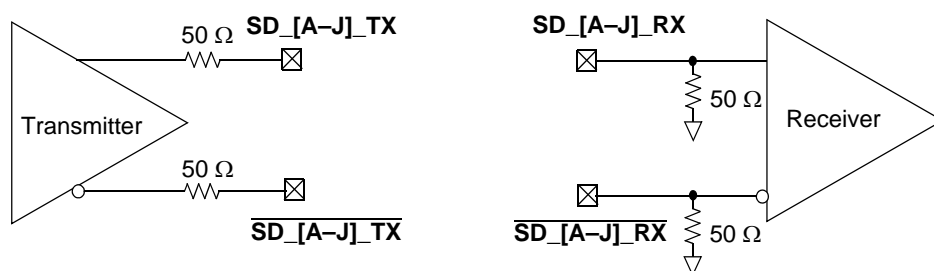 50 Ω
SD_[A–J]_TX
Transmitter
50 Ω
SD_[A–J]_TX
SD_[A–J]_RX
50 Ω
Receiver
SD_[A–J]_RX
50 Ω